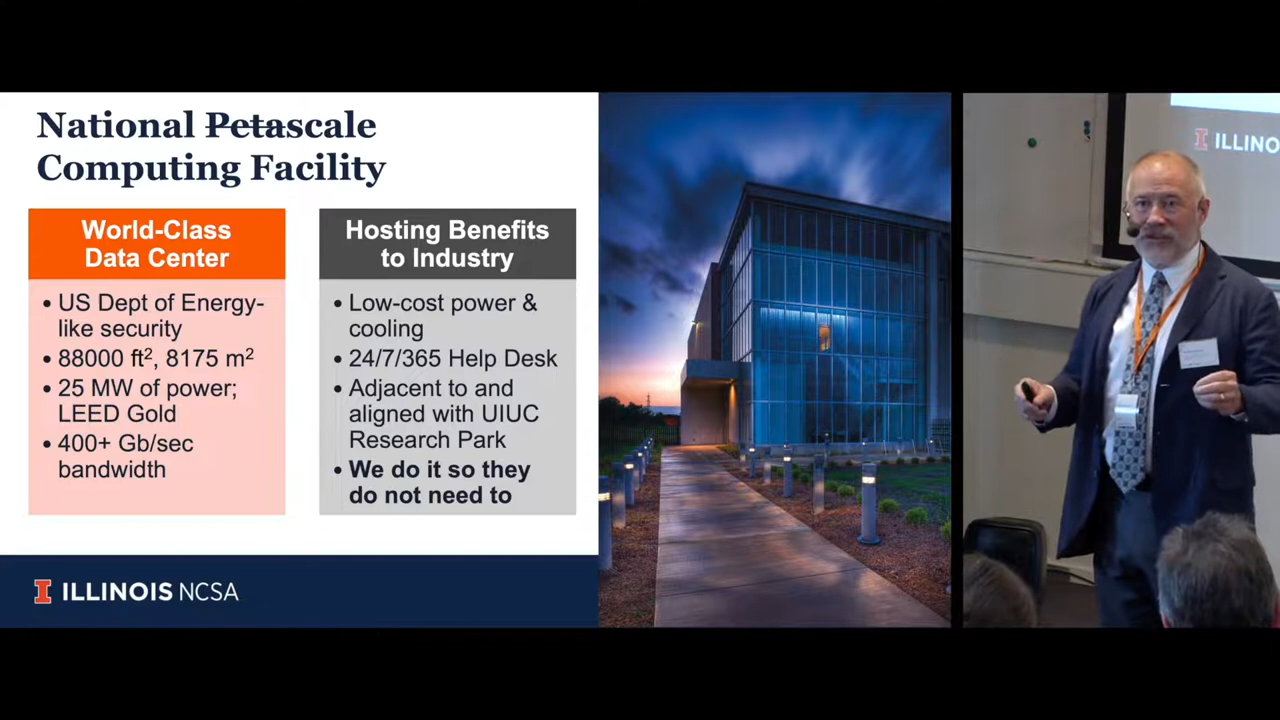 National Petascale
Computing Facility
World-Class
Data Center
• US Dept of Energy-
like security
• 88000 ft², 8175 m²
• 25 MW of power;
LEED Gold
• 400+ Gb/sec
bandwidth
Hosting Benefits
to Industry
• Low-cost power &
cooling
• 24/7/365 Help Desk
• Adjacent to and
aligned with UIUC
Research Park
• We do it so they
do not need to
I ILLINOIS NCSA
I ILLINO